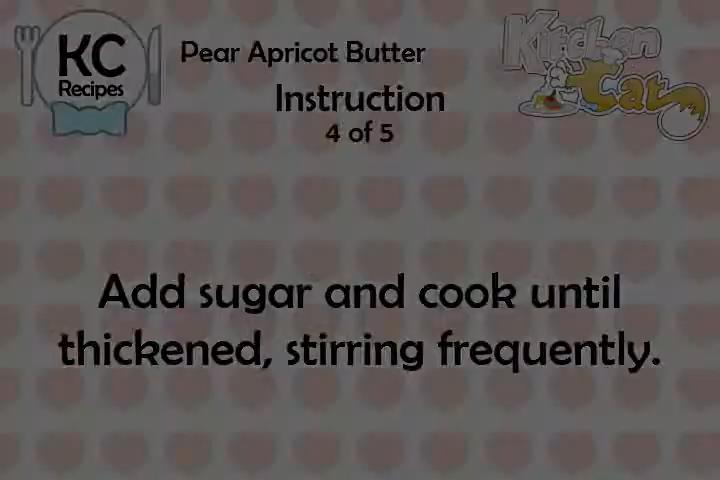 KC
Recipes
Pear Apricot Butter
Kitchen
Cat
Instruction
4 of 5
Add sugar and cook until
thickened, stirring frequently.